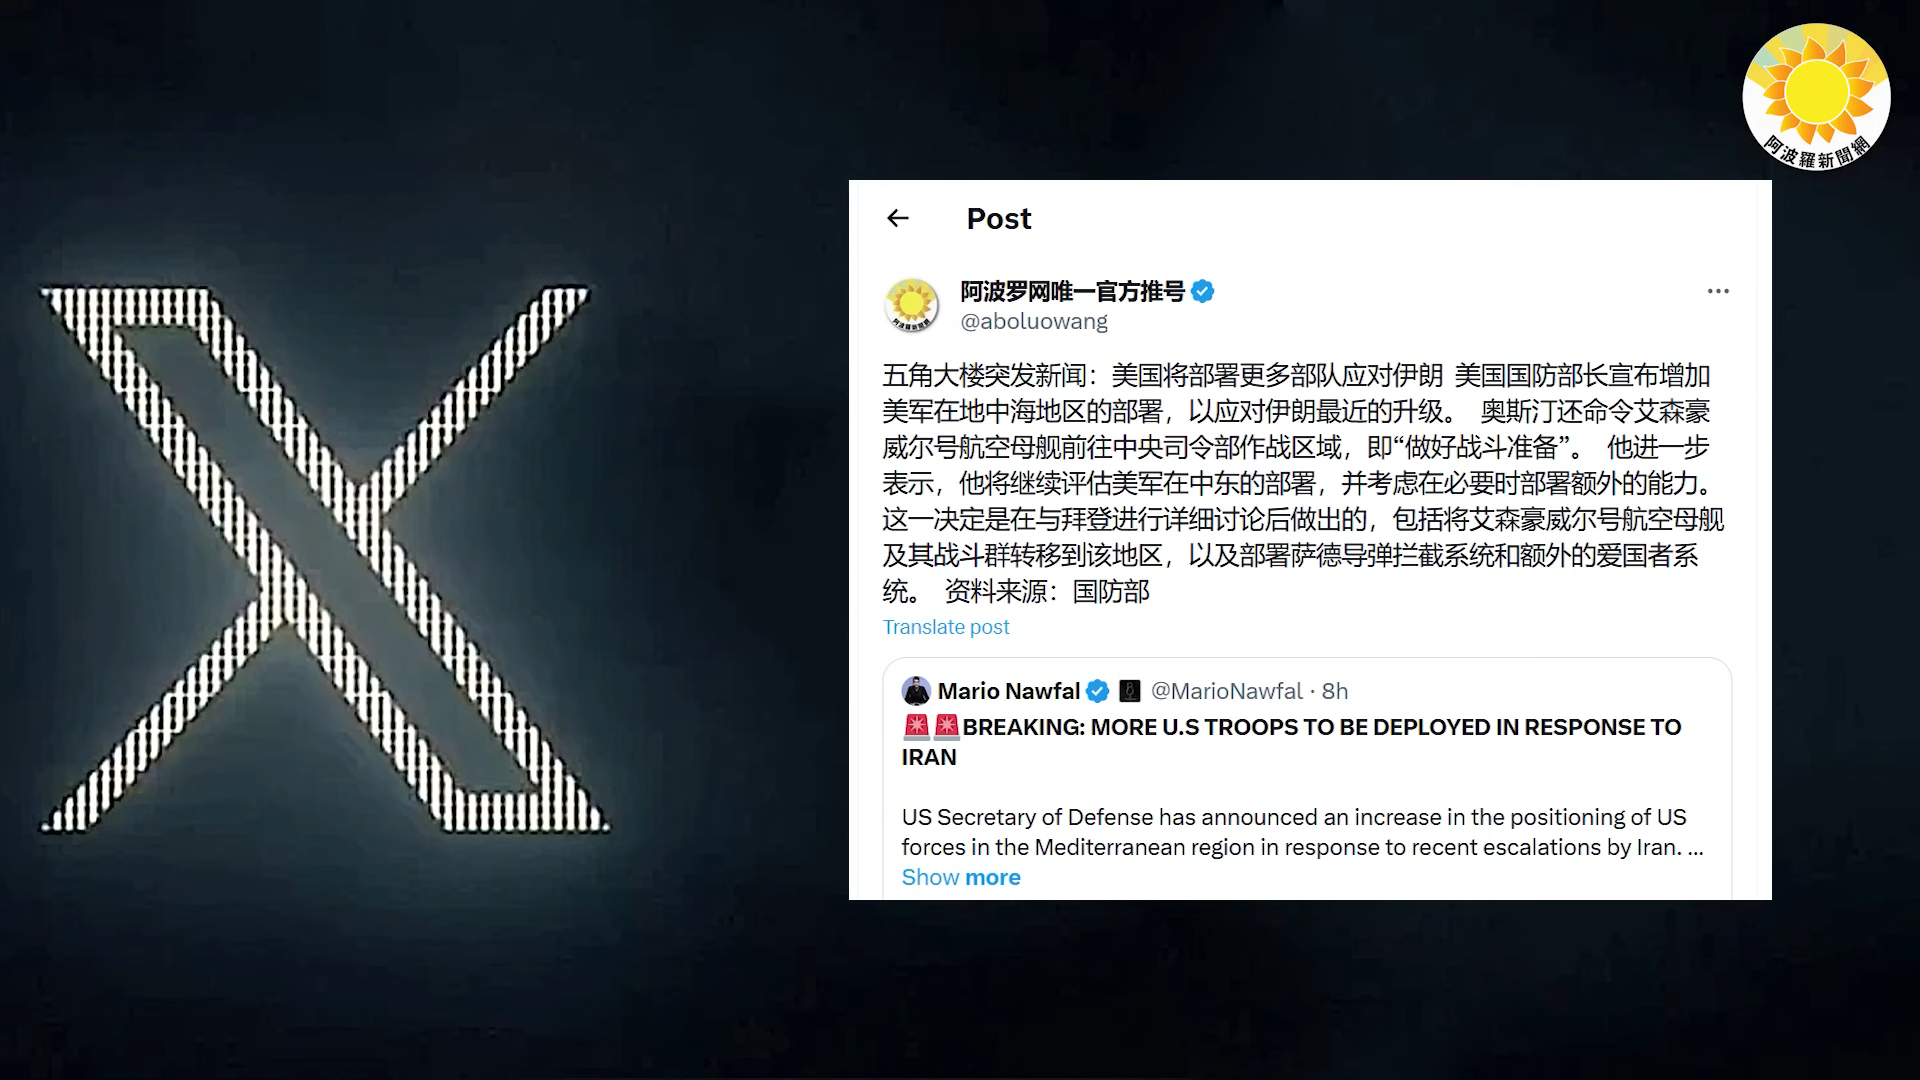 阿波羅新聞網
Post
阿波罗网唯一官方推号
@aboluowang
五角大楼突发新闻：美国将部署更多部队应对伊朗 美国国防部长宣布增加
美军在地中海地区的部署，以应对伊朗最近的升级。 奥斯汀还命令艾森豪
威尔号航空母舰前往中央司令部作战区域，即“做好战斗准备”。 他进一步
表示，他将继续评估美军在中东的部署，并考虑在必要时部署额外的能力。
这一决定是在与拜登进行详细讨论后做出的，包括将艾森豪威尔号航空母舰
及其战斗群转移到该地区，以及部署萨德导弹拦截系统和额外的爱国者系
统。 资料来源：国防部
Translate post
Mario Nawfal @MarioNawfal · 8h
🚨🚨BREAKING: MORE U.S TROOPS TO BE DEPLOYED IN RESPONSE TO
IRAN
US Secretary of Defense has announced an increase in the positioning of US
forces in the Mediterranean region in response to recent escalations by Iran. ...
Show more